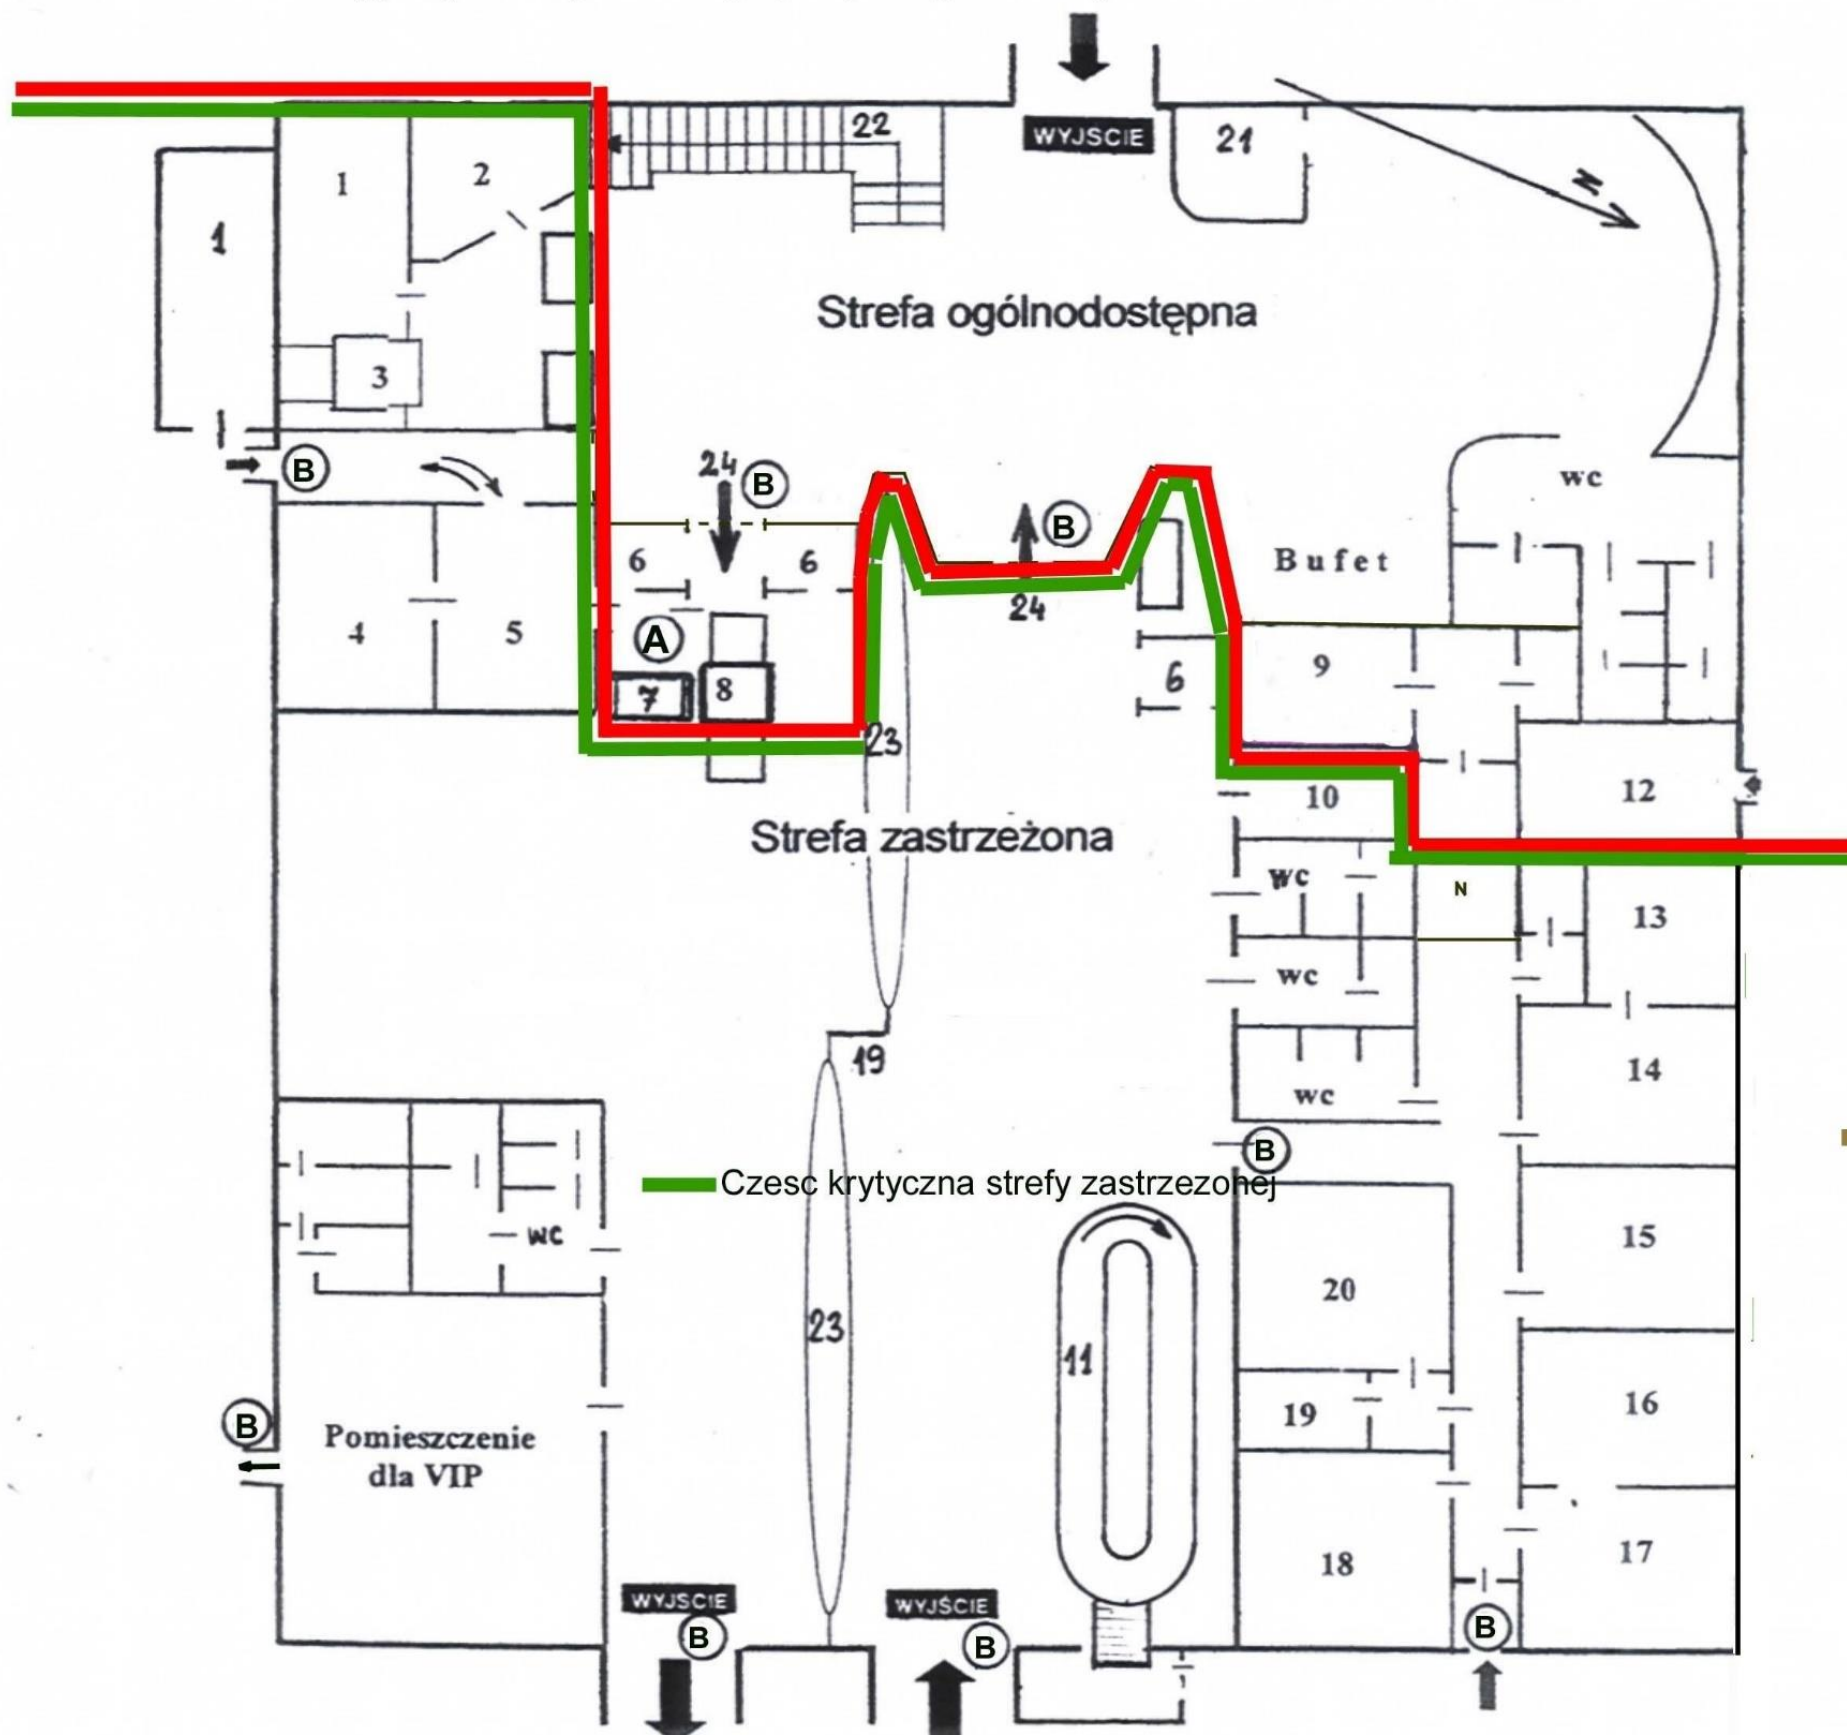 22
WYJSCIE
21
1
2
1
N
3
Strefa ogólnodostępna
B
24
B
wc
B
24
Bufet
6
6
4
5
A
7
8
6
9
23
10
12
Strefa zastrzeżona
wc
N
13
wc
19
14
wc
B
Czesc krytyczna strefy zastrzezonej
wc
15
20
23
11
B
19
16
Pomieszczenie
dla VIP
18
17
WYJSCIE
WYJŚCIE
B
B
B